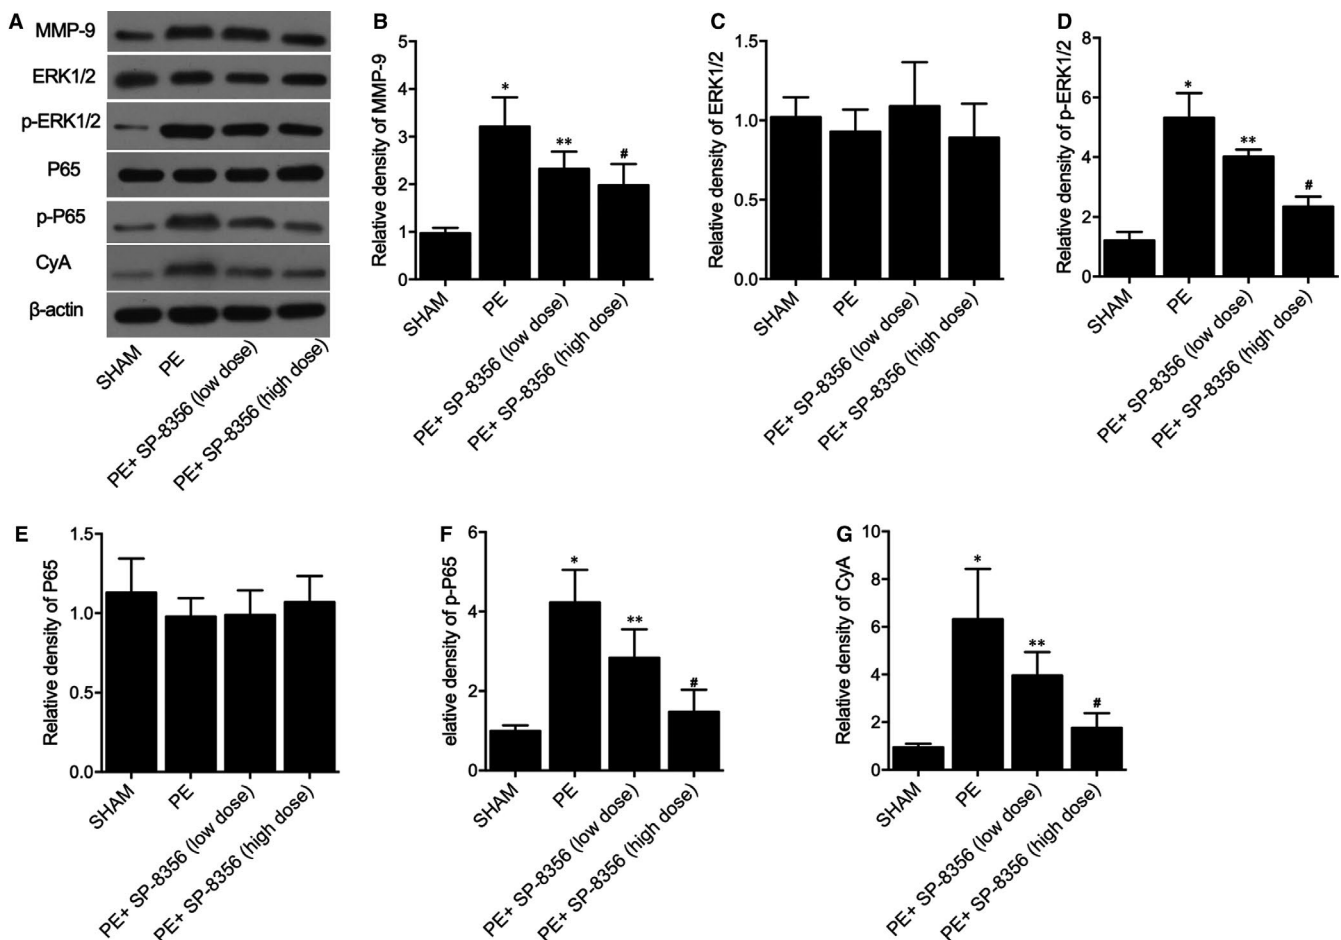 A
MMP-9
ERK1/2
p-ERK1/2
P65
p-P65
CyA
β-actin
SHAM
PE
PE+ SP-8356 (low dose)
PE+ SP-8356 (high dose)
B
Relative density of MMP-9
5
4
3
2
1
0
*
**
#
SHAM
PE
PE+ SP-8356 (low dose)
PE+ SP-8356 (high dose)
C
Relative density of ERK1/2
1.5
1.0
0.5
0.0
SHAM
PE
PE+ SP-8356 (low dose)
PE+ SP-8356 (high dose)
D
Relative density of p-ERK1/2
8
6
4
2
0
*
**
#
SHAM
PE
PE+ SP-8356 (low dose)
PE+ SP-8356 (high dose)
E
Relative density of P65
1.5
1.0
0.5
0.0
SHAM
PE
PE+ SP-8356 (low dose)
PE+ SP-8356 (high dose)
F
elative density of p-P65
6
4
2
0
*
**
#
SHAM
PE
PE+ SP-8356 (low dose)
PE+ SP-8356 (high dose)
G
Relative density of CyA
10
8
6
4
2
0
*
**
#
SHAM
PE
PE+ SP-8356 (low dose)
PE+ SP-8356 (high dose)